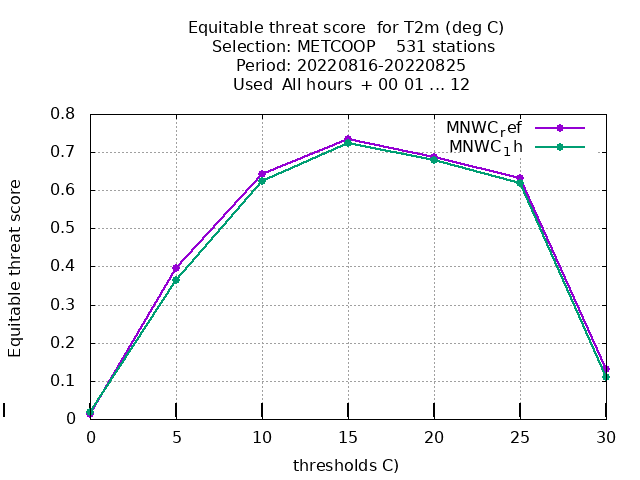 Equitable threat score  for T2m (deg C)
Selection: METCOOP    531 stations
Period: 20220816-20220825
Used  All hours  + 00 01 ... 12
MNWCref
MNWC1h
Equitable threat score
0.8
0.7
0.6
0.5
0.4
0.3
0.2
0.1
0
0 5 10 15 20 25 30
thresholds C)